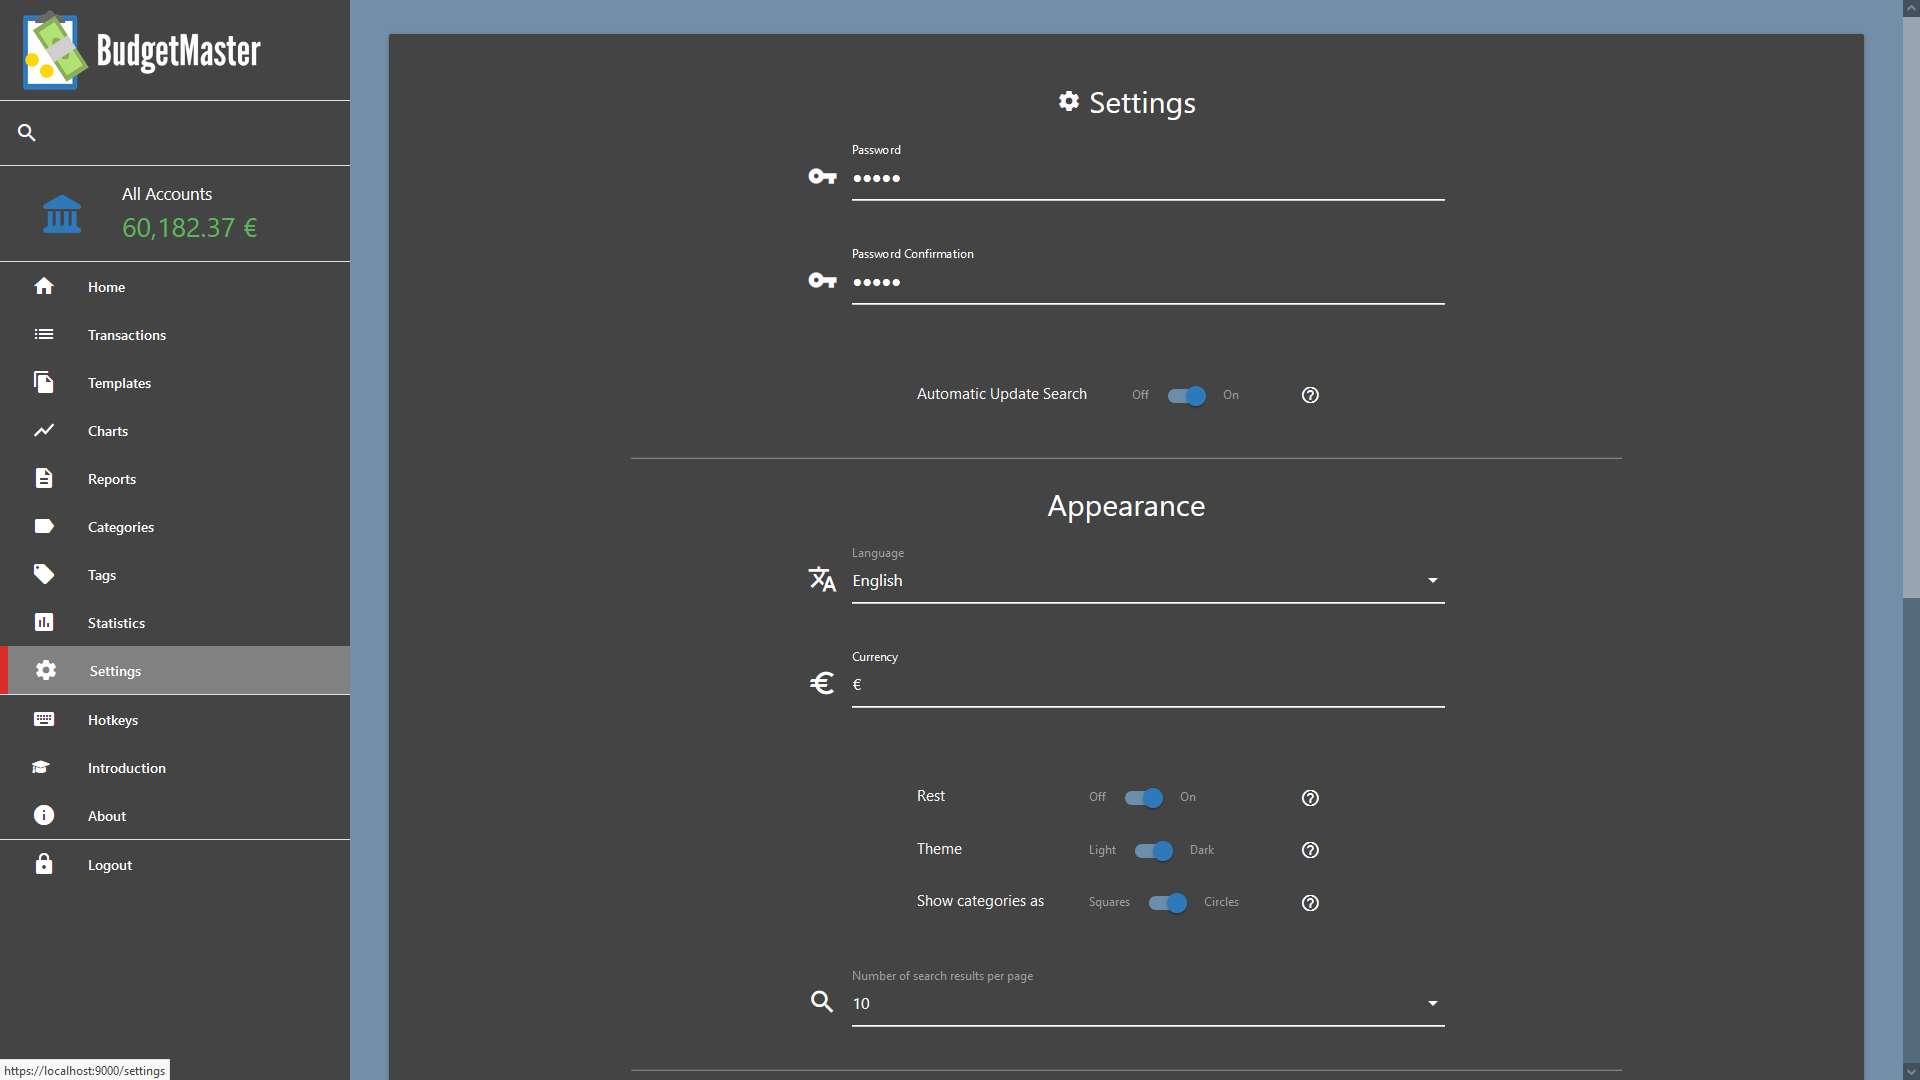 BudgetMaster
All Accounts
60,182.37 €
Home
Transactions
Templates
Charts
Reports
Categories
Tags
Statistics
Settings
Hotkeys
Introduction
About
Logout
https://localhost:9000/settings
Settings
Password
•••••
Password Confirmation
•••••
Automatic Update Search Off On
Appearance
Language
English
Currency
€
Rest Off On
Theme Light Dark
Show categories as Squares Circles
Number of search results per page
10